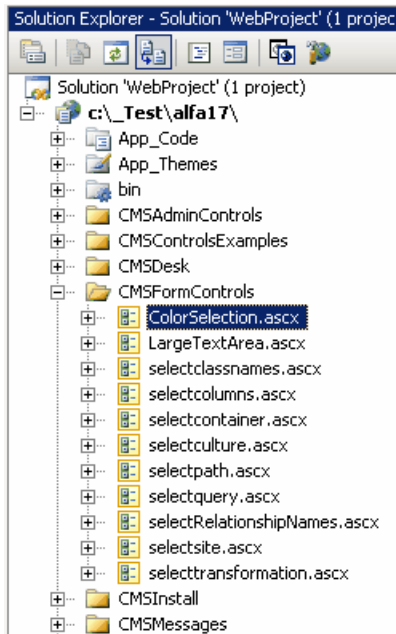 Solution Explorer - Solution 'WebProject' (1 projec
Solution 'WebProject' (1 project)
c:\_Test\alfa17\
App_Code
App_Themes
bin
CMSAdminControls
CMSControlsExamples
CMSDesk
CMSFormControls
ColorSelection.ascx
LargeTextArea.ascx
selectclassnames.ascx
selectcolumns.ascx
selectcontainer.ascx
selectculture.ascx
selectpath.ascx
selectquery.ascx
selectRelationshipNames.ascx
selectsite.ascx
selecttransformation.ascx
CMSInstall
CMSMessages